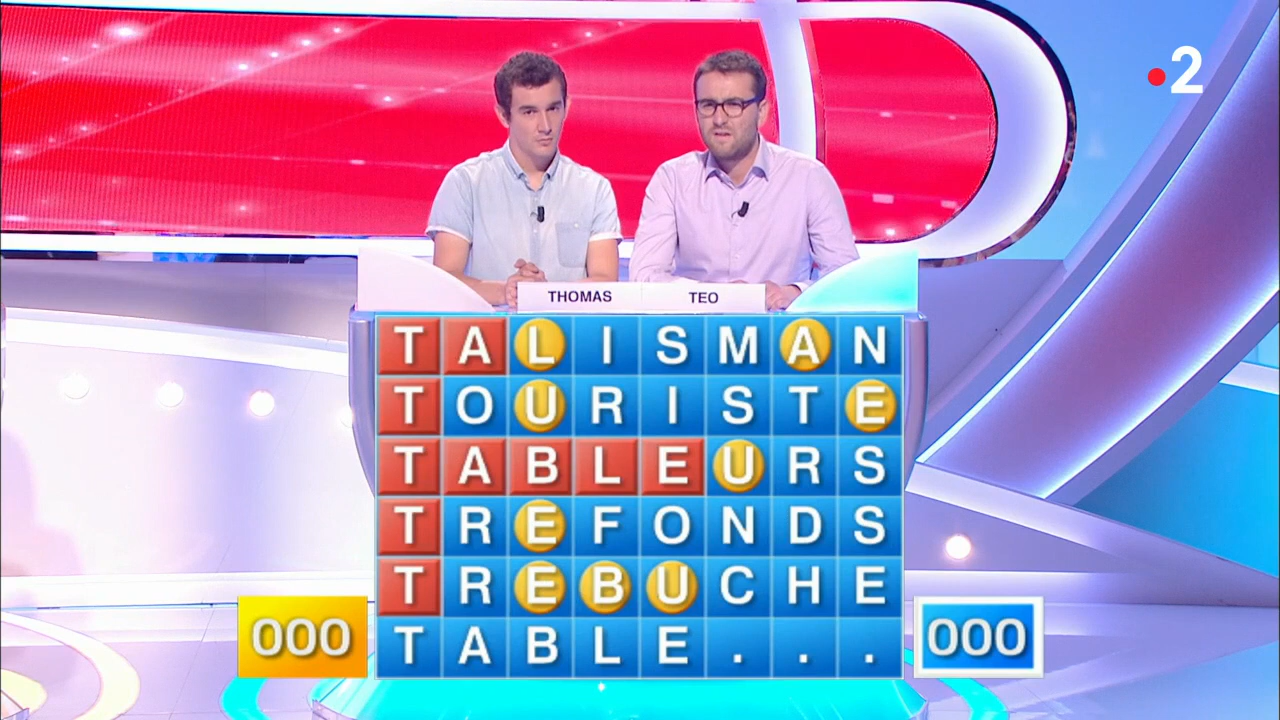 2
THOMAS TEO
TALISMAN
TOURISTE
TABLEURS
TREFONDS
TREBUCHE
000 TABLE... 000